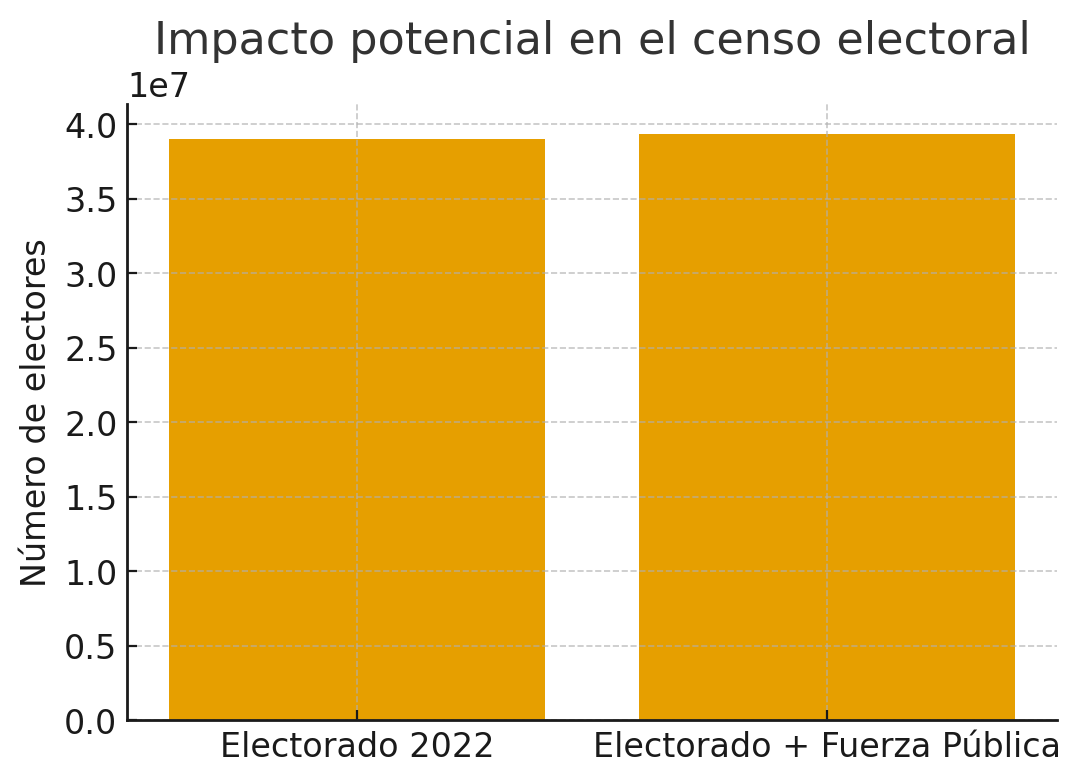 Impacto potencial en el censo electoral
1e7
4.0
3.5
3.0
2.5
2.0
1.5
1.0
0.5
0.0
Número de electores
Electorado 2022
Electorado + Fuerza Pública